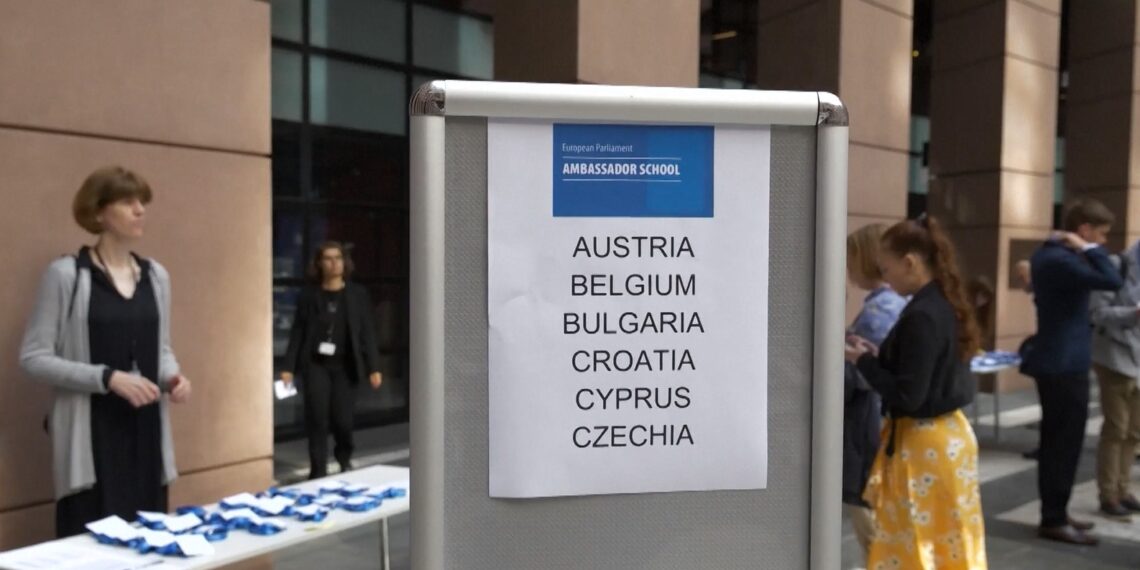 European Parliament
AMBASSADOR SCHOOL
AUSTRIA
BELGIUM
BULGARIA
CROATIA
CYPRUS
CZECHIA